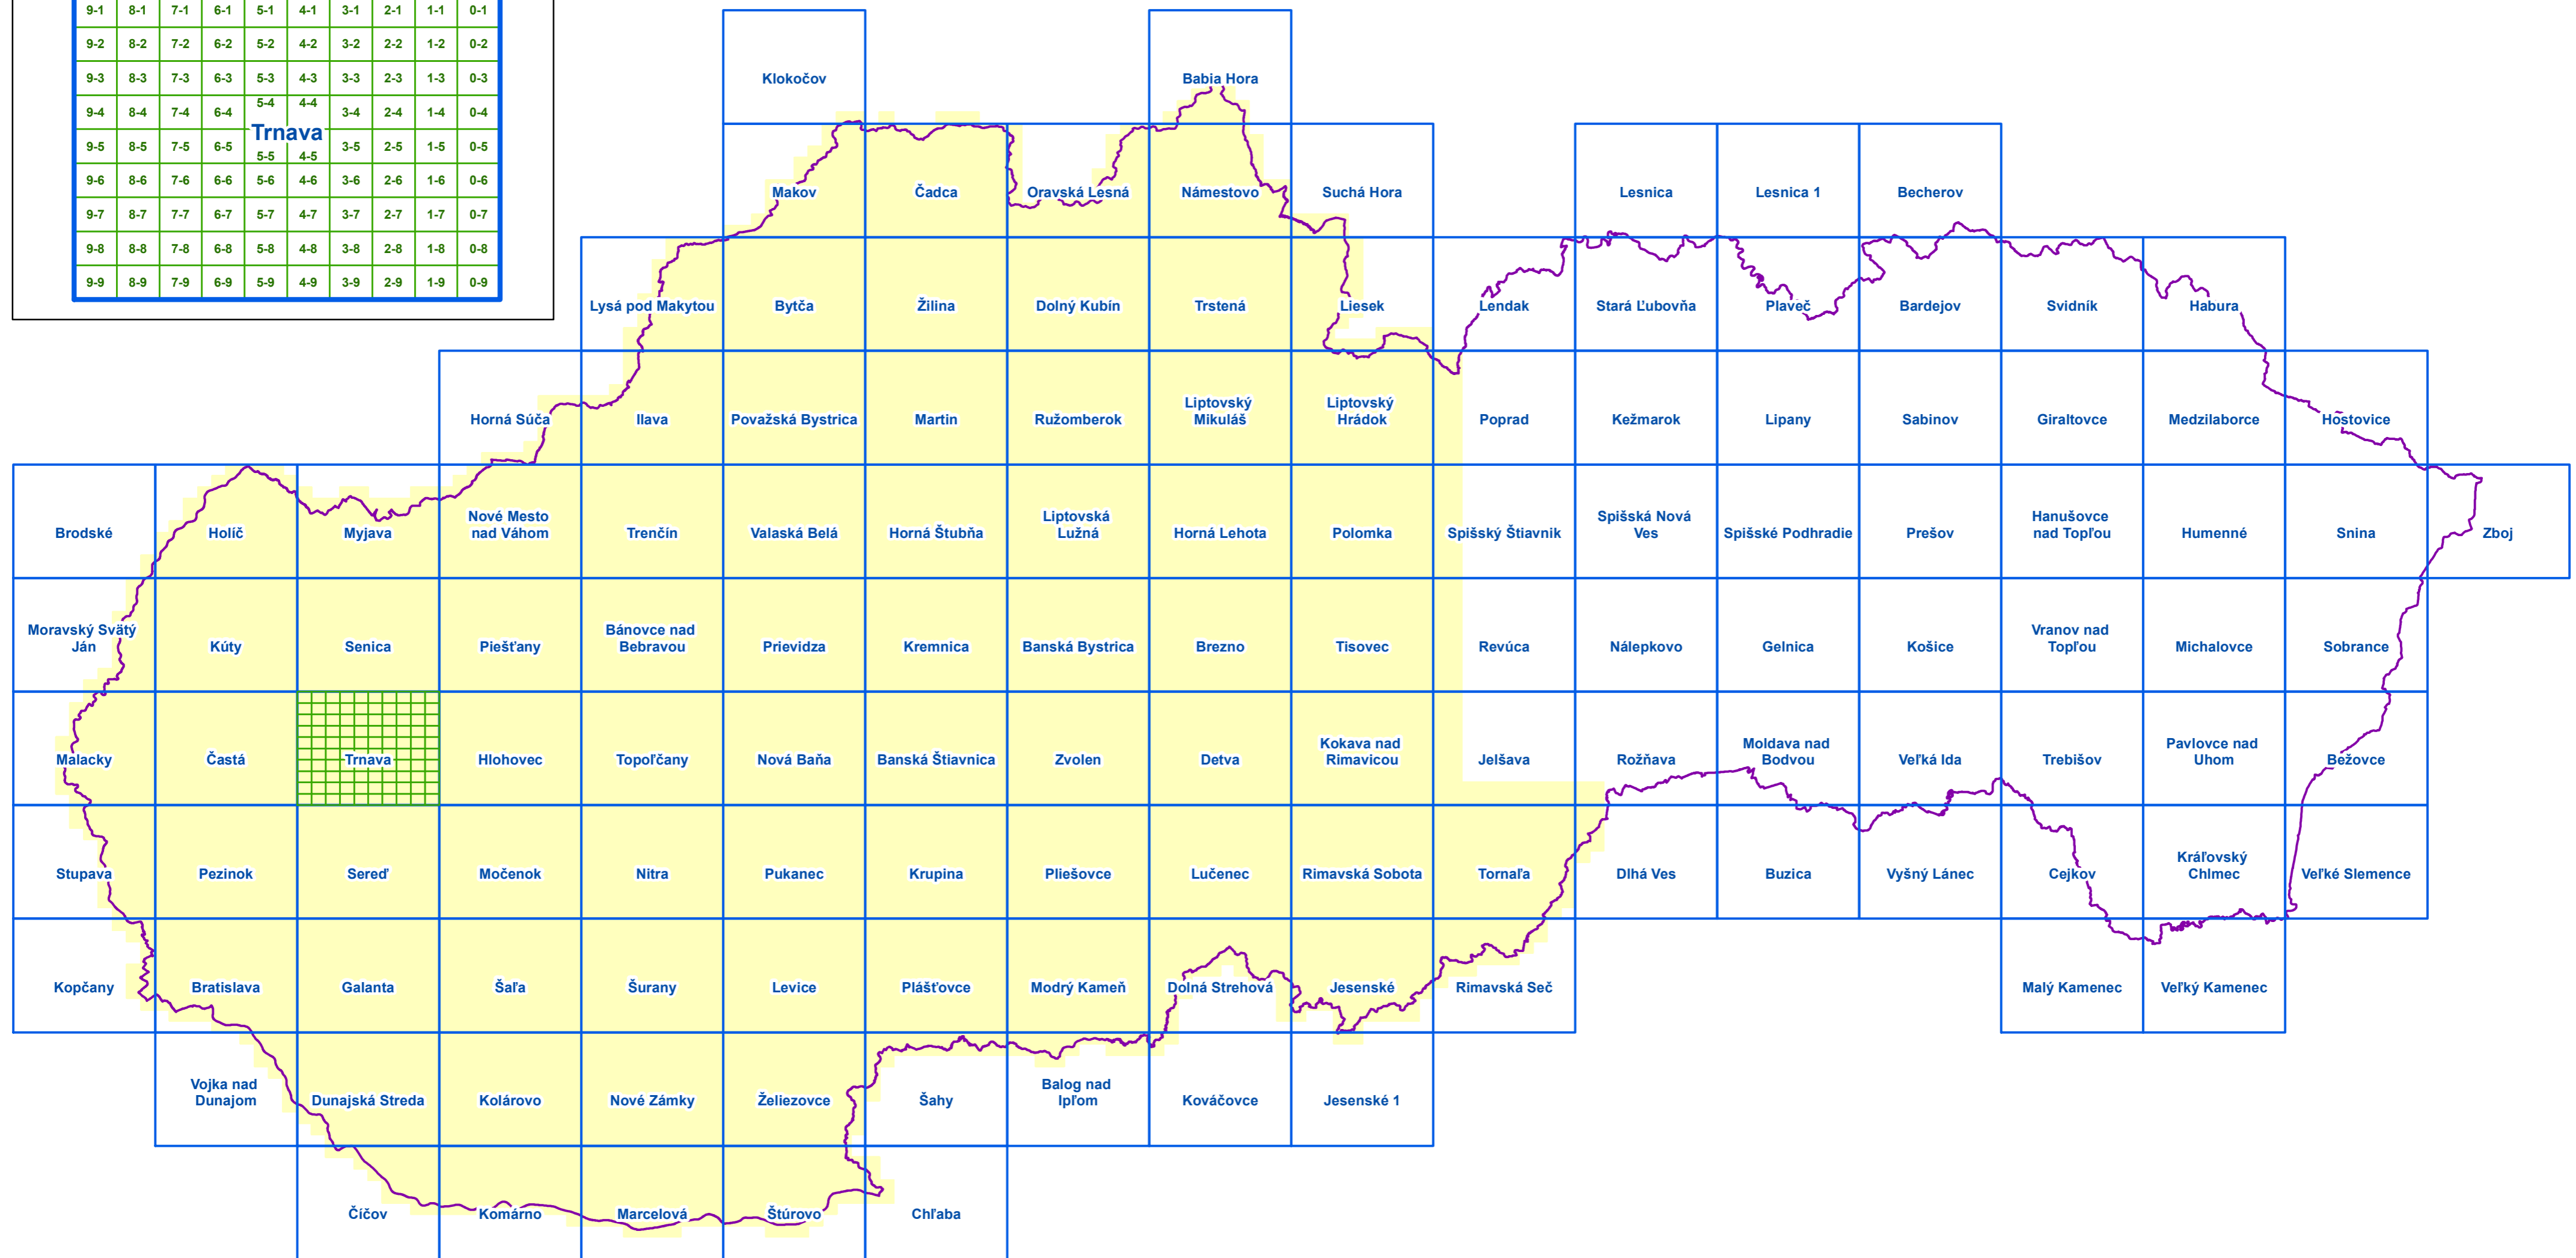 9-1 8-1 7-1 6-1 5-1 4-1 3-1 2-1 1-1 0-1
9-2 8-2 7-2 6-2 5-2 4-2 3-2 2-2 1-2 0-2
9-3 8-3 7-3 6-3 5-3 4-3 3-3 2-3 1-3 0-3
9-4 8-4 7-4 6-4 5-4 4-4 3-4 2-4 1-4 0-4
Trnava
9-5 8-5 7-5 6-5 5-5 4-5 3-5 2-5 1-5 0-5
9-6 8-6 7-6 6-6 5-6 4-6 3-6 2-6 1-6 0-6
9-7 8-7 7-7 6-7 5-7 4-7 3-7 2-7 1-7 0-7
9-8 8-8 7-8 6-8 5-8 4-8 3-8 2-8 1-8 0-8
9-9 8-9 7-9 6-9 5-9 4-9 3-9 2-9 1-9 0-9
Klokočov
Babia Hora
Makov
Čadca
Oravská Lesná
Námestovo
Suchá Hora
Lesnica
Lesnica 1
Becherov
Lysá pod Makytou
Bytča
Žilina
Dolný Kubín
Trstená
Liesek
Lendak
Stará Ľubovňa
Plaveč
Bardejov
Svidník
Habura
Horná Súča
Ilava
Považská Bystrica
Martin
Ružomberok
Liptovský
Mikuláš
Liptovský
Hrádok
Poprad
Kežmarok
Lipany
Sabinov
Giraltovce
Medzilaborce
Hostovice
Brodské
Holíč
Myjava
Nové Mesto
nad Váhom
Trenčín
Valaská Belá
Horná Štubňa
Liptovská
Lužná
Horná Lehota
Polomka
Spišský Štiavnik
Spišská Nová
Ves
Spišské Podhradie
Prešov
Hanušovce
nad Topľou
Humenné
Snina
Zboj
Moravský Svätý
Ján
Kúty
Senica
Piešťany
Bánovce nad
Bebravou
Prievidza
Kremnica
Banská Bystrica
Brezno
Tisovec
Revúca
Nálepkovo
Gelnica
Košice
Vranov nad
Topľou
Michalovce
Sobrance
Malacky
Častá
Trnava
Hlohovec
Topoľčany
Nová Baňa
Banská Štiavnica
Zvolen
Detva
Kokava nad
Rimavicou
Jelšava
Rožňava
Moldava nad
Bodvou
Veľká Ida
Trebišov
Pavlovce nad
Uhom
Bežovce
Stupava
Pezinok
Sereď
Močenok
Nitra
Pukanec
Krupina
Pliešovce
Lučenec
Rimavská Sobota
Tornaľa
Dlhá Ves
Buzica
Vyšný Lánec
Cejkov
Kráľovský
Chlmec
Veľké Slemence
Kopčany
Bratislava
Galanta
Šaľa
Šurany
Levice
Plášťovce
Modrý Kameň
Dolná Strehová
Jesenské
Rimavská Seč
Malý Kamenec
Veľký Kamenec
Vojka nad
Dunajom
Dunajská Streda
Kolárovo
Nové Zámky
Želiezovce
Šahy
Balog nad
Ipľom
Kováčovce
Jesenské 1
Číčov
Komárno
Marcelová
Štúrovo
Chľaba